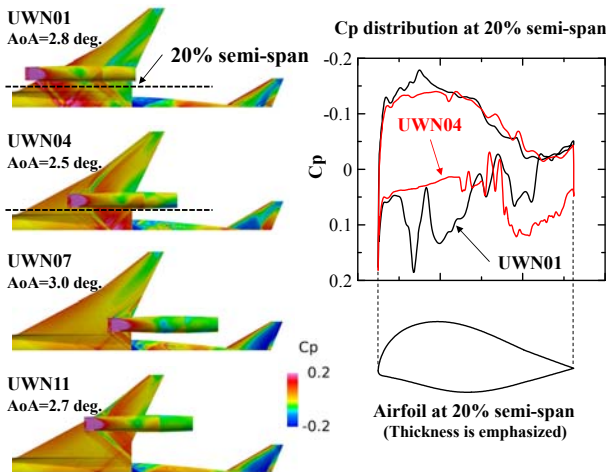 UWN01
AoA=2.8 deg.
20% semi-span
UWN04
AoA=2.5 deg.
UWN07
AoA=3.0 deg.
Cp
0.2
-0.2
UWN11
AoA=2.7 deg.
Cp distribution at 20% semi-span
-0.2
-0.1
0
0.1
0.2
Cp
UWN04
UWN01
Airfoil at 20% semi-span
(Thickness is emphasized)